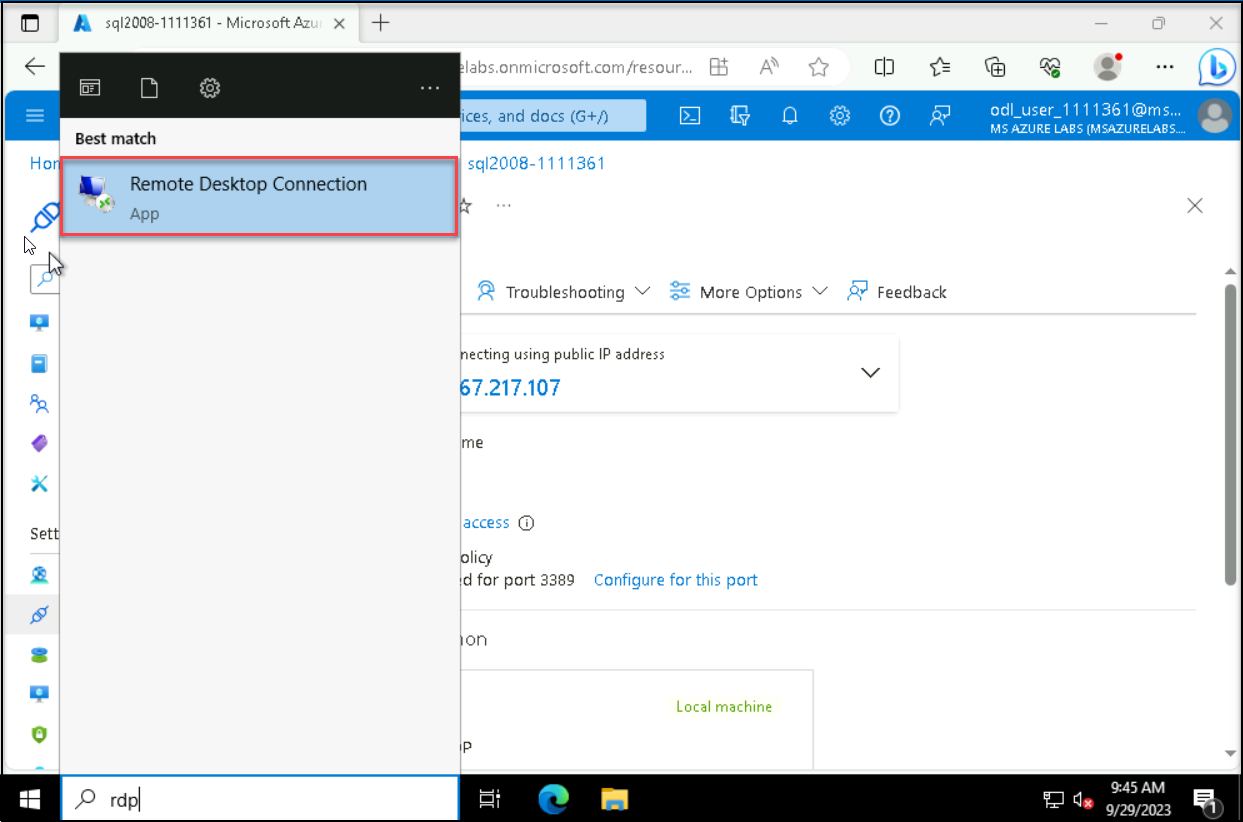 sql2008-1111361 - Microsoft Azu
elabs.onmicrosoft.com/resour...
ices, and docs (G+/)
odl_user_1111361@ms...
MS AZURE LABS (MSAZURELABS....
Best match
Hom
sql2008-1111361
Remote Desktop Connection
App
Troubleshooting
More Options
Feedback
necting using public IP address
67.217.107
me
access
olicy
d for port 3389
Configure for this port
Sett
on
Local machine
P
rdp
9:45 AM
9/29/2023
1